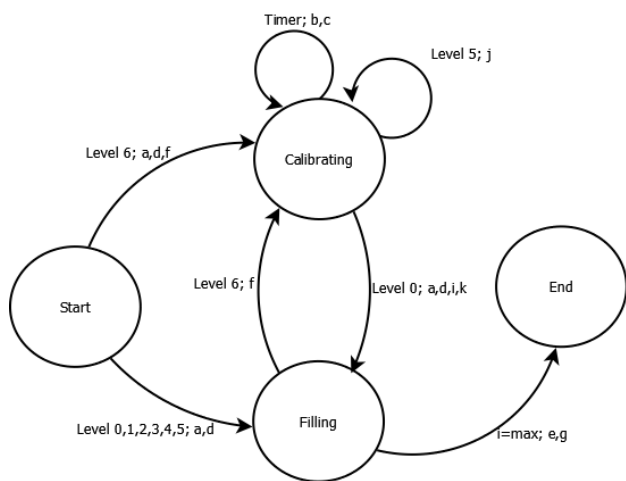 Timer; b,c
Level 5; j
Calibrating
Level 6; a,d,f
Level 6; f
Level 0; a,d,i,k
End
Start
Filling
Level 0,1,2,3,4,5; a,d
i=max; e,g